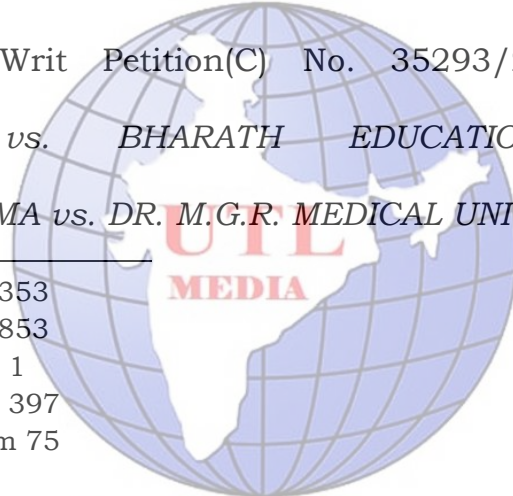 Writ Petition(C) No. 35293/
vs. BHARATH EDUCATIO
MA vs. DR. M.G.R. MEDICAL UNI
UTL
MEDIA
353
853
1
397
m 75